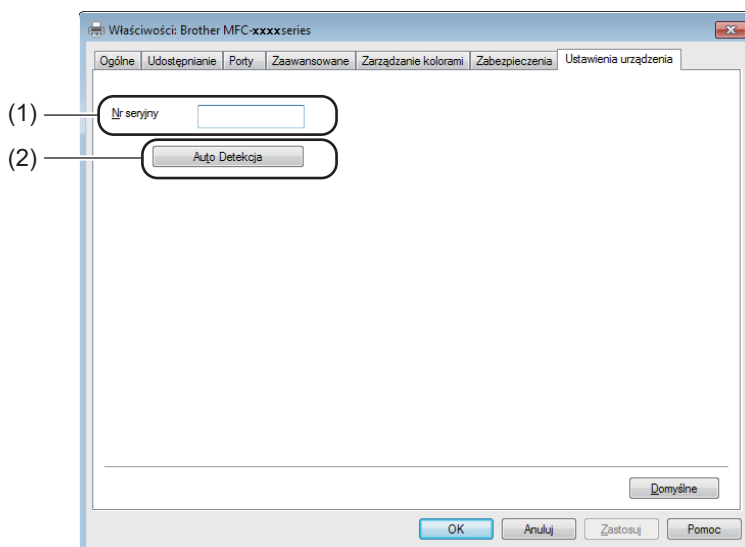 Właściwości: Brother MFC-xxxxseries
Ogólne Udostępnianie Porty Zaawansowane Zarządzanie kolorami Zabezpieczenia Ustawienia urządzenia
(1) Nr seryjny
(2) Auto Detekcja
Domyślne
OK Anuluj Zastosuj Pomoc